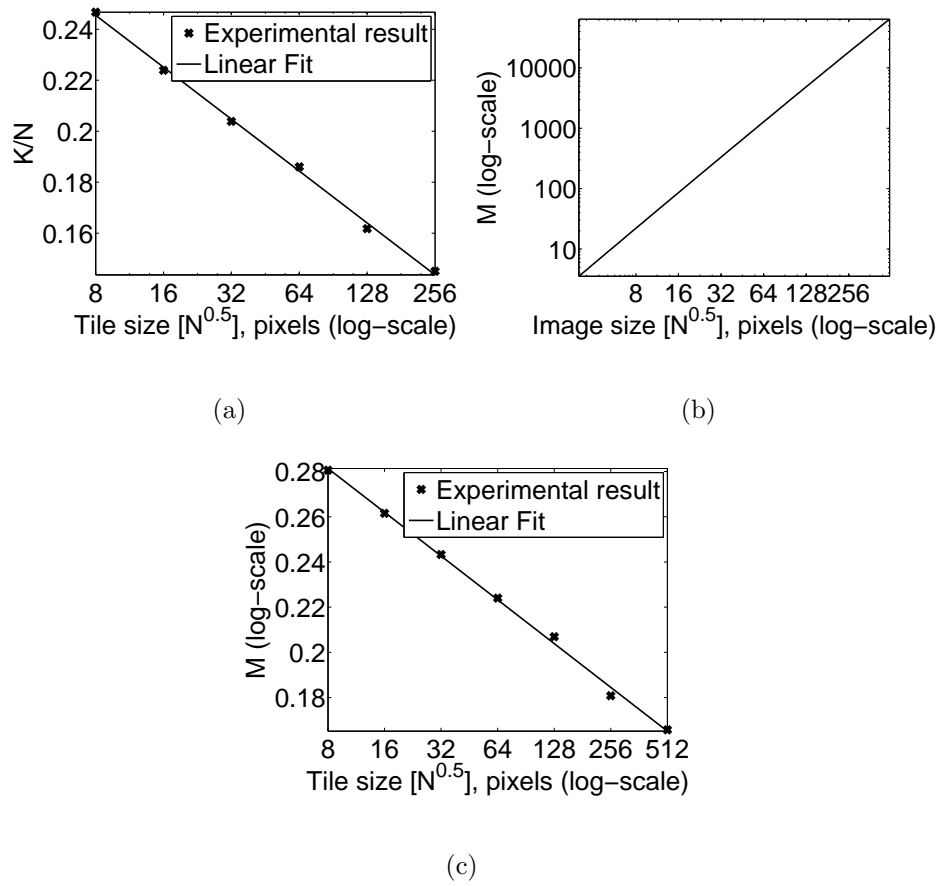 0.24
0.22
0.2
0.18
0.16
K/N
Experimental result
Linear Fit
8 16 32 64 128 256
Tile size [N^0.5], pixels (log−scale)
(a)
10000
1000
100
10
M (log−scale)
8 16 32 64 128 256
Image size [N^0.5], pixels (log−scale)
(b)
0.28
0.26
0.24
0.22
0.2
0.18
M (log−scale)
Experimental result
Linear Fit
8 16 32 64 128 256 512
Tile size [N^0.5], pixels (log−scale)
(c)